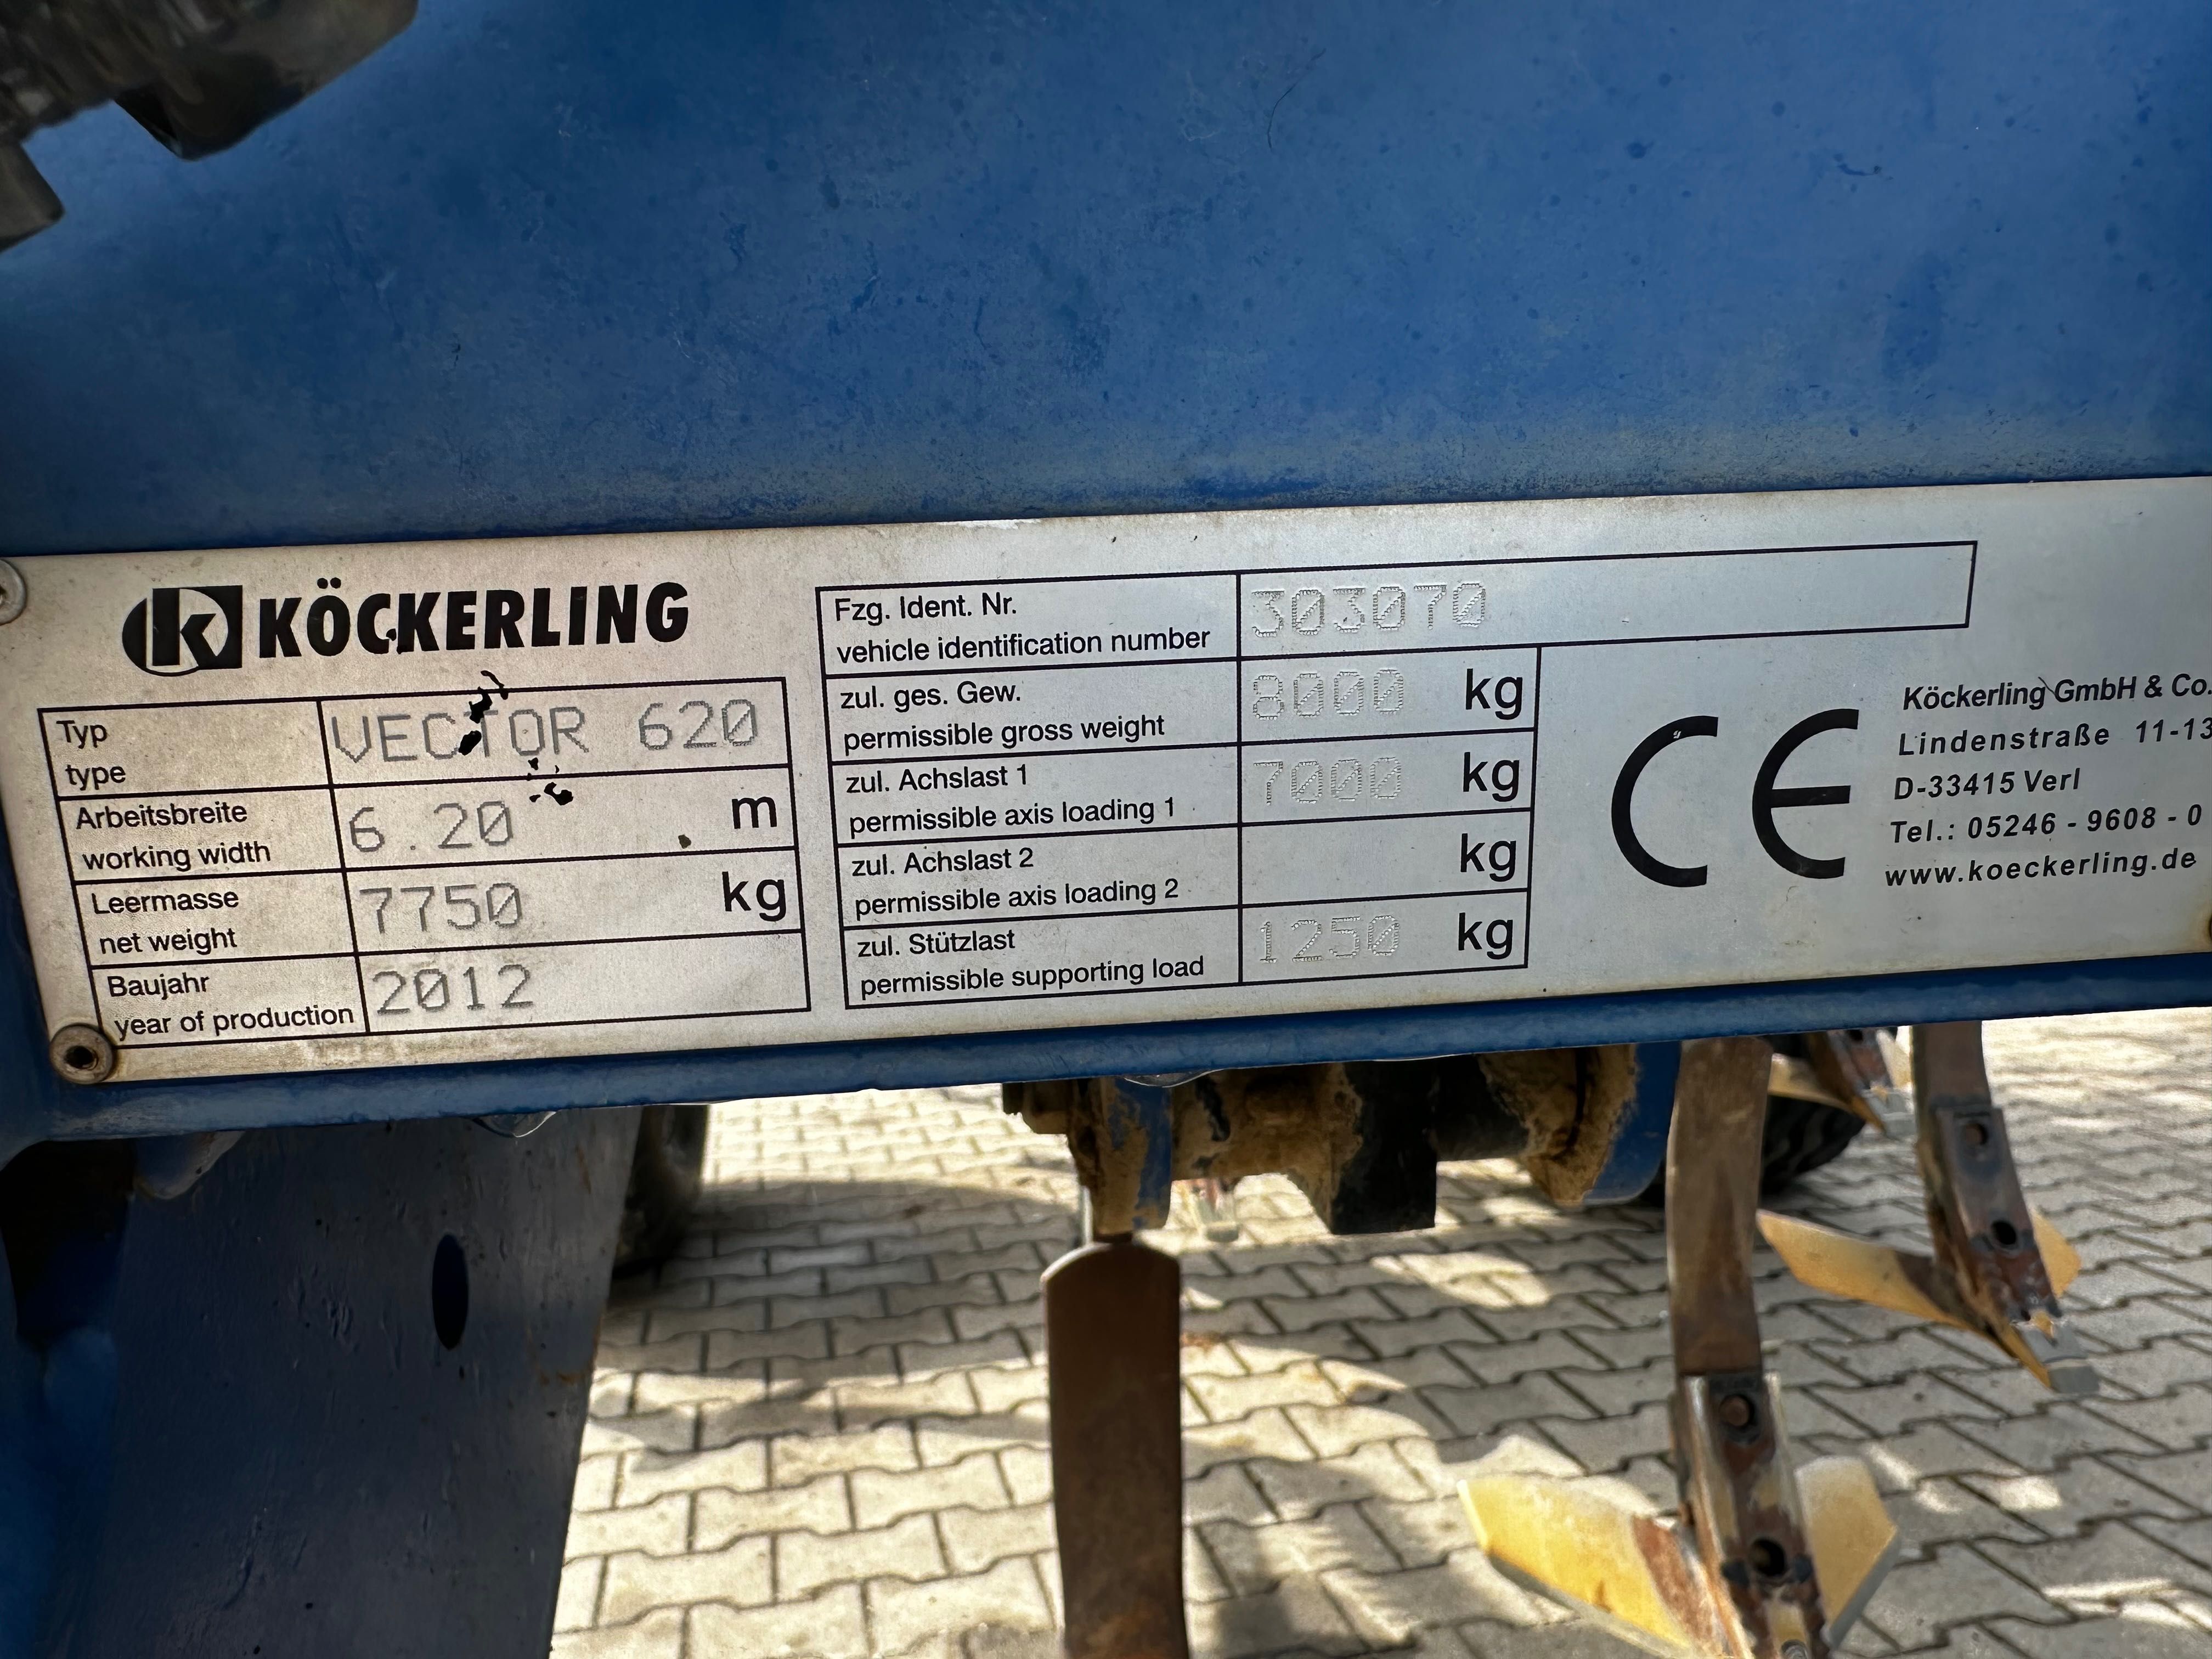 KÖCKERLING
Typ
type
VECTOR 620
Arbeitsbreite
working width
6.20 m
Leermasse
net weight
7750 kg
Baujahr
year of production
2012
Fzg. Ident. Nr.
vehicle identification number
303070
zul. ges. Gew.
permissible gross weight
8000 kg
zul. Achslast 1
permissible axis loading 1
7000 kg
zul. Achslast 2
permissible axis loading 2
kg
zul. Stützlast
permissible supporting load
1250 kg
CE
Köckerling GmbH & Co.
Lindenstraße 11-13
D-33415 Verl
Tel.: 05246 - 9608 - 0
www.koeckerling.de